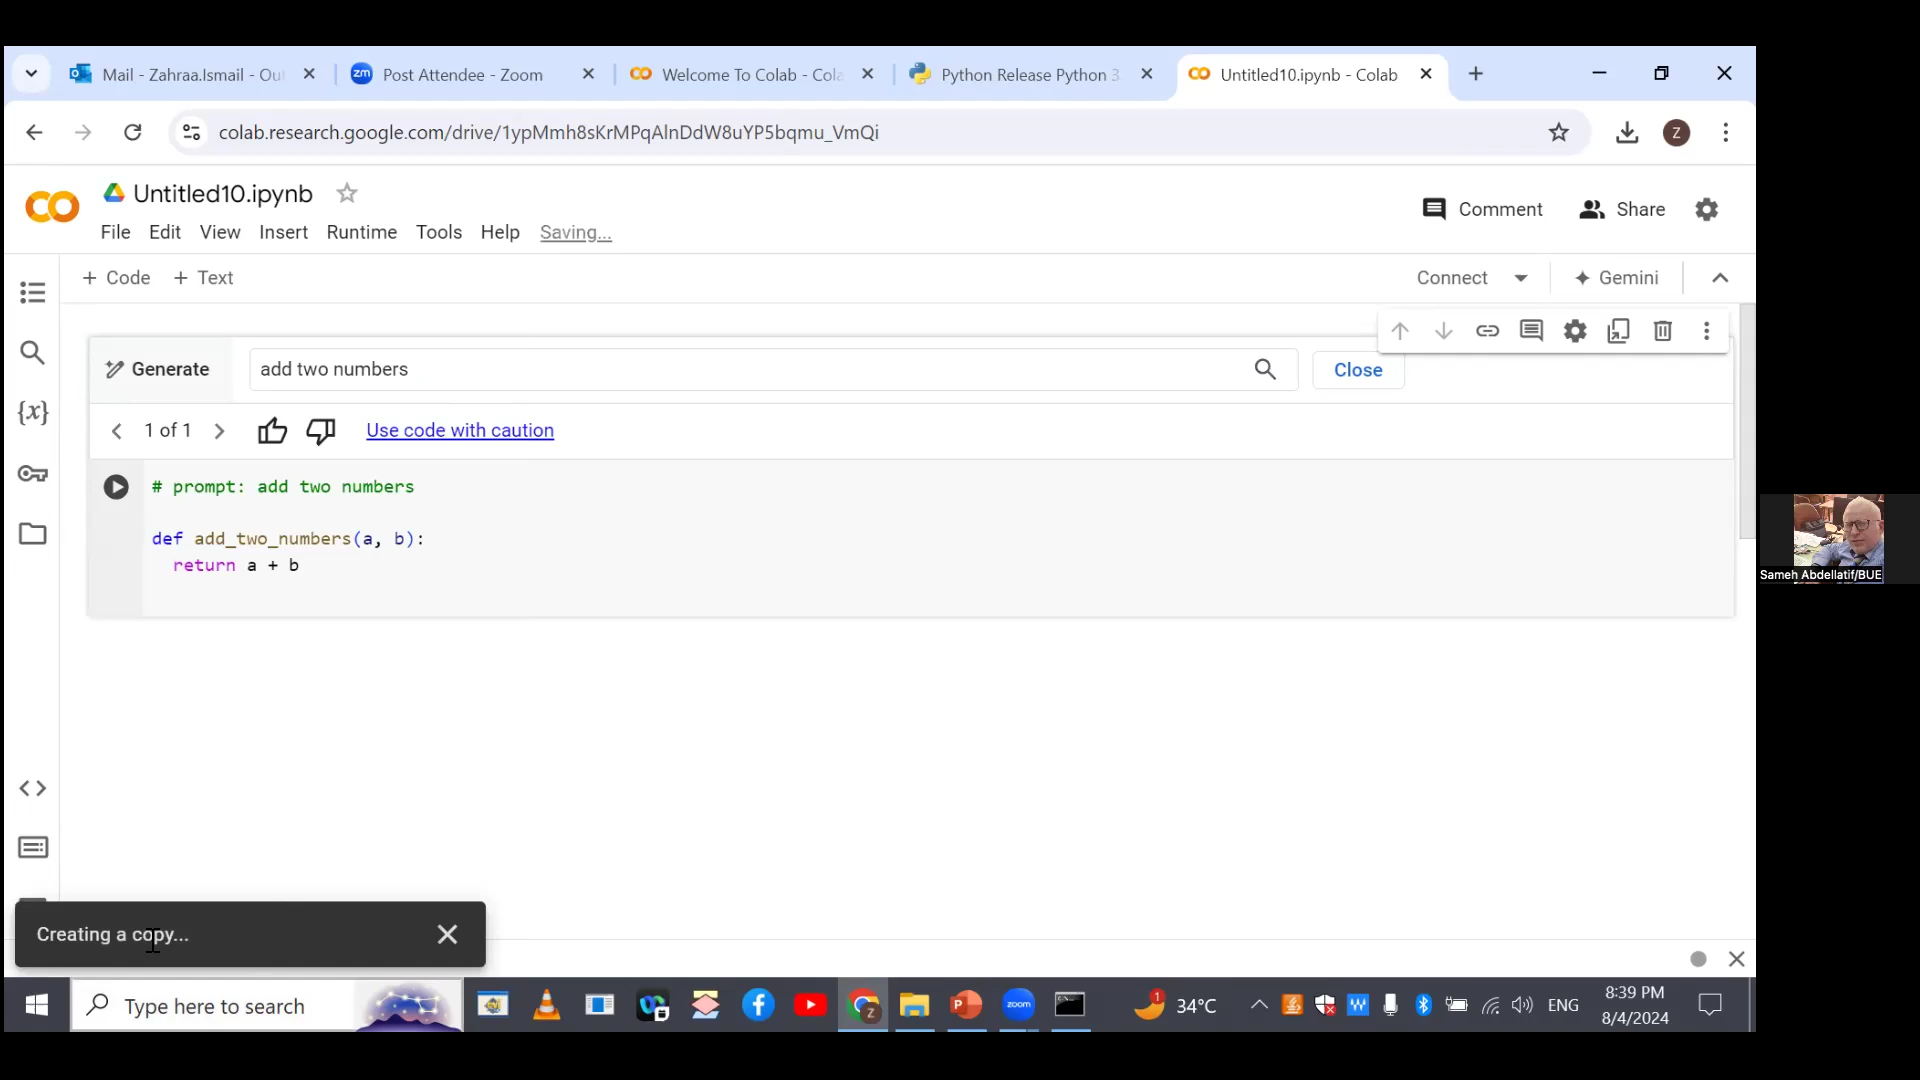 Mail - Zahraa.Ismail - Ou
Post Attendee - Zoom
Welcome To Colab - Cola
Python Release Python 3
Untitled10.ipynb - Colab
colab.research.google.com/drive/1ypMmh8sKrMPqAlnDdW8uYP5bqmu_VmQi
Z
Untitled10.ipynb
File Edit View Insert Runtime Tools Help Saving...
Comment
Share
+ Code + Text
Connect
Gemini
Generate
add two numbers
Close
1 of 1
Use code with caution
# prompt: add two numbers
def add_two_numbers(a, b):
return a + b
Sameh Abdellatif/BUE
Creating a copy...
Type here to search
zoom
34°C
ENG
8:39 PM
8/4/2024